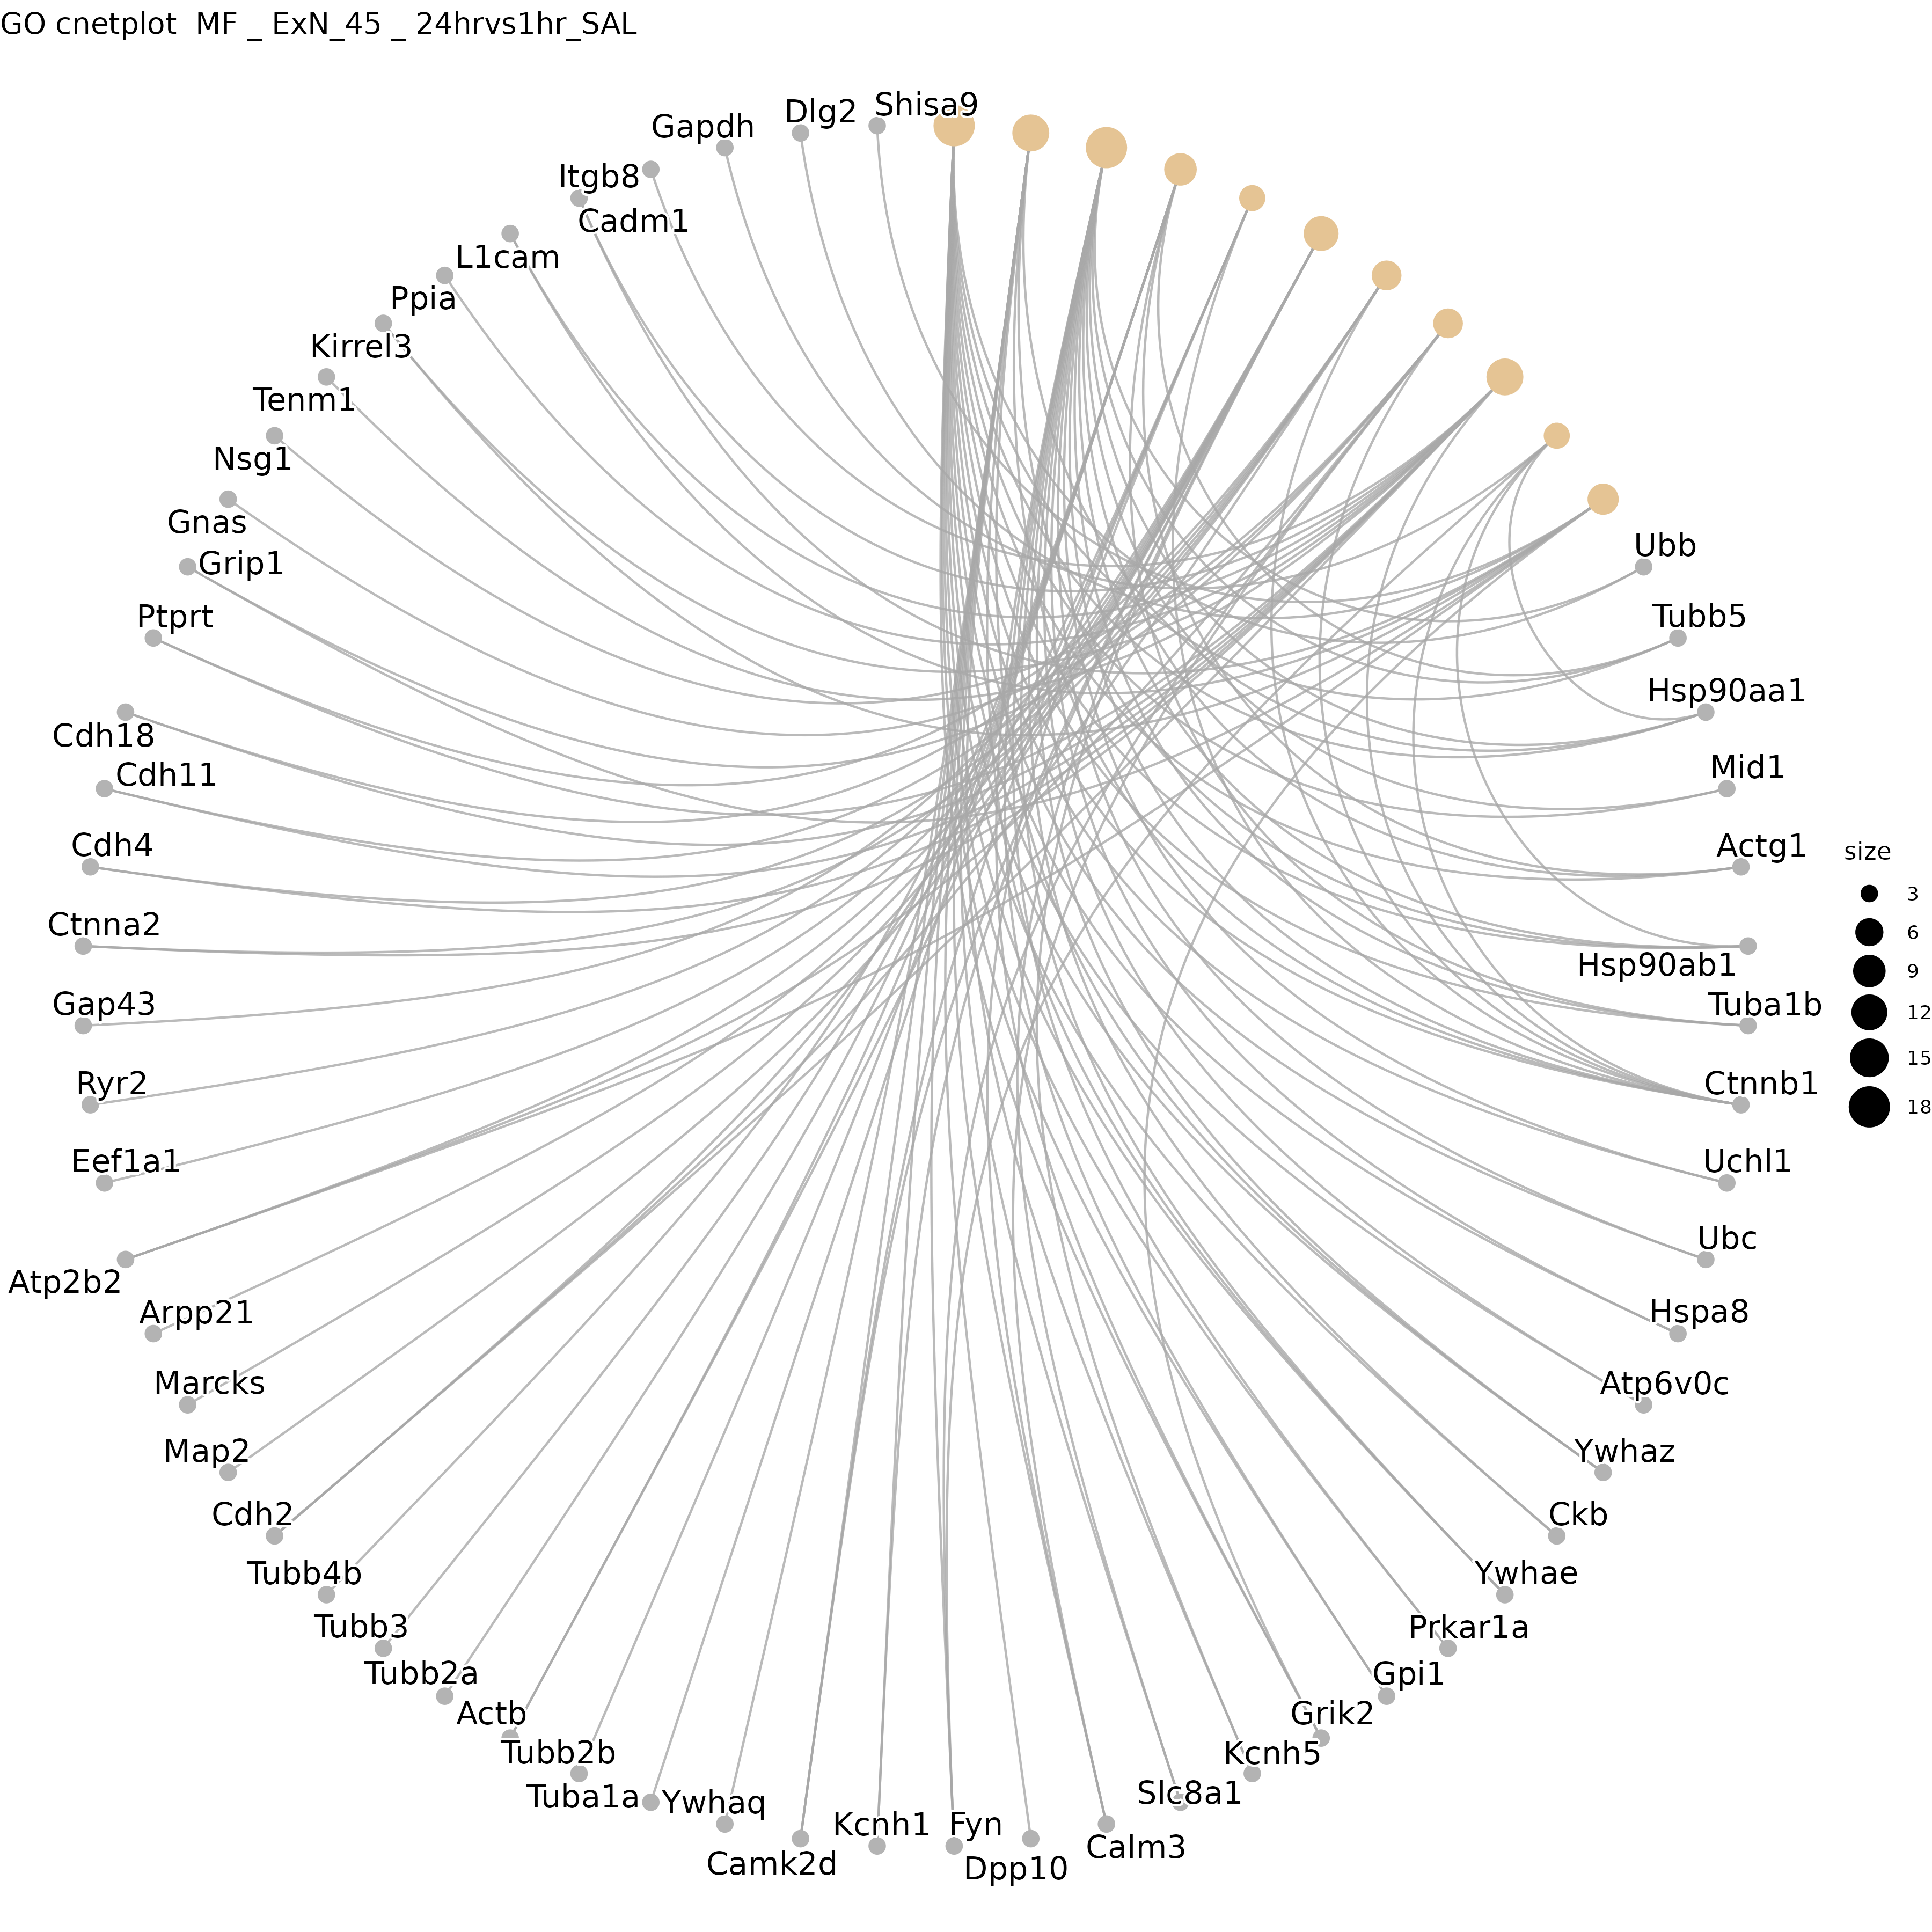 GO cnetplot  MF _ ExN_45 _ 24hrvs1hr_SAL
Shisa9
Dlg2
Gapdh
Itgb8
Cadm1
L1cam
Ppia
Kirrel3
Tenm1
Nsg1
Gnas
Grip1
Ptprt
Cdh18
Cdh11
Cdh4
Ctnna2
Gap43
Ryr2
Eef1a1
Atp2b2
Arpp21
Marcks
Map2
Cdh2
Tubb4b
Tubb3
Tubb2a
Actb
Tubb2b
Tuba1a
Ywhaq
Camk2d
Kcnh1
Fyn
Dpp10
Calm3
Slc8a1
Kcnh5
Grik2
Gpi1
Prkar1a
Ywhae
Ckb
Ywhaz
Atp6v0c
Hspa8
Ubc
Uchl1
Ctnnb1
Tuba1b
Hsp90ab1
Actg1
Mid1
Hsp90aa1
Tubb5
Ubb
size
3
6
9
12
15
18